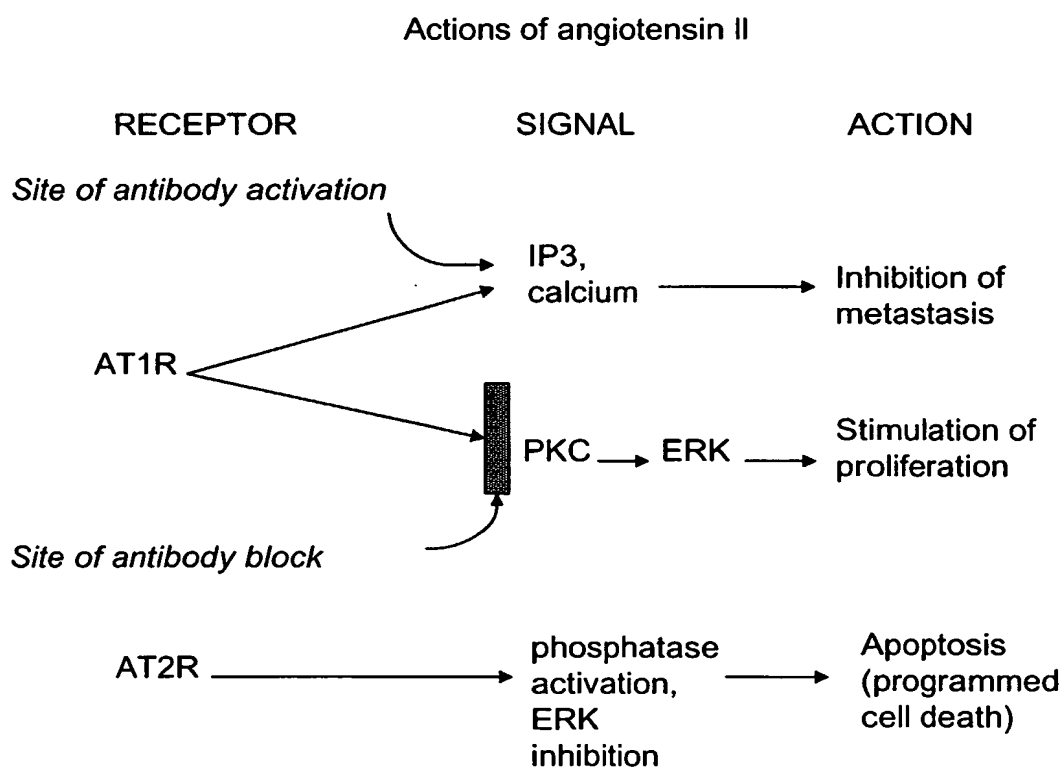 Actions of angiotensin II
RECEPTOR SIGNAL ACTION
Site of antibody activation
IP3,
calcium
Inhibition of
metastasis
AT1R
PKC ERK
Stimulation of
proliferation
Site of antibody block
AT2R
phosphatase
activation,
ERK
inhibition
Apoptosis
(programmed
cell death)